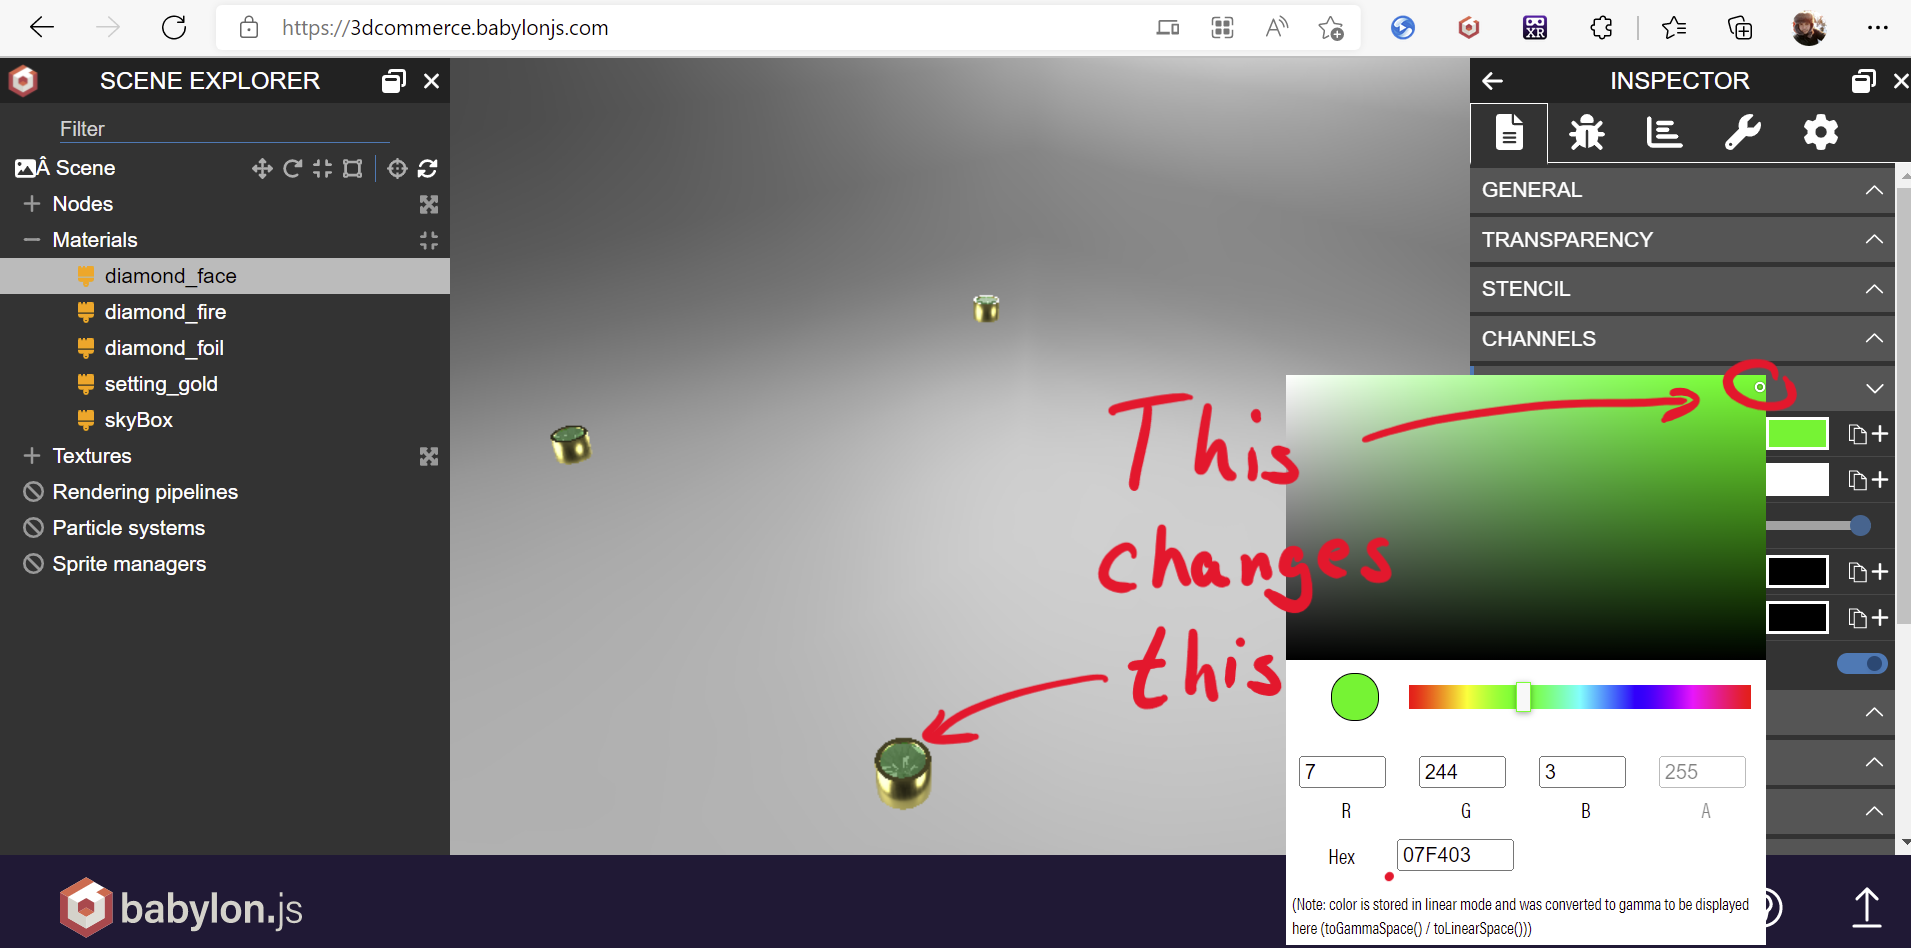 https://3dcommerce.babylonjs.com
XR
SCENE EXPLORER
Filter
Â Scene
Nodes
Materials
diamond_face
diamond_fire
diamond_foil
setting_gold
skyBox
Textures
Rendering pipelines
Particle systems
Sprite managers
INSPECTOR
GENERAL
TRANSPARENCY
STENCIL
CHANNELS
This
changes
this
7
244
3
255
R
G
B
A
Hex
07F403
(Note: color is stored in linear mode and was converted to gamma to be displayed
here (toGammaSpace() / toLinearSpace()))
babylon.js